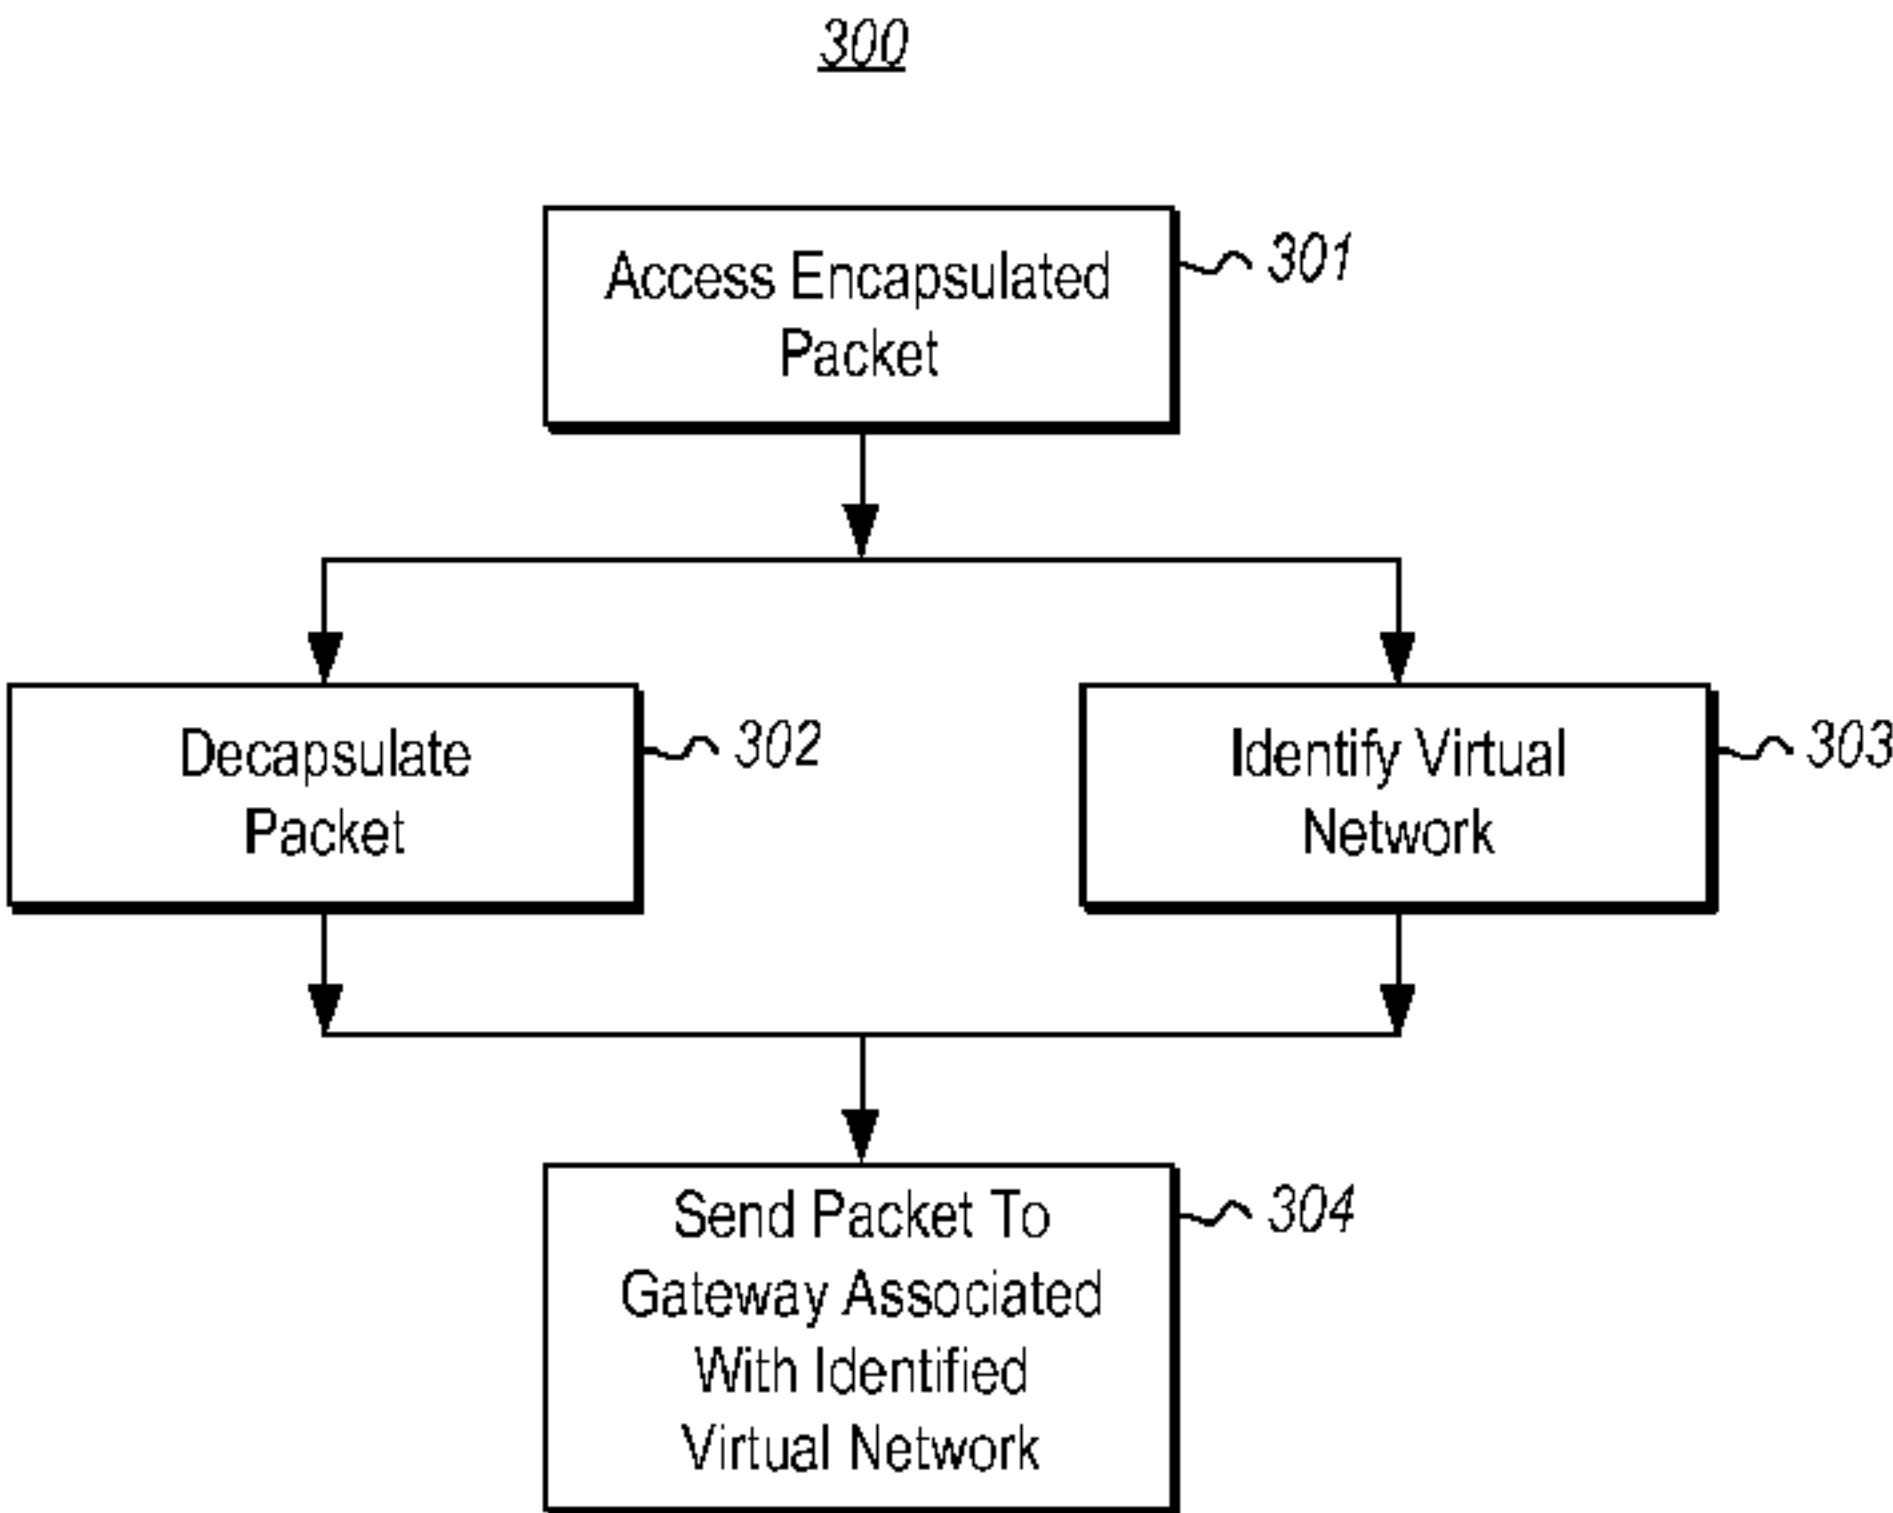 300
Access Encapsulated
Packet
301
Decapsulate
Packet
302
Identify Virtual
Network
303
Send Packet To
Gateway Associated
With Identified
Virtual Network
304